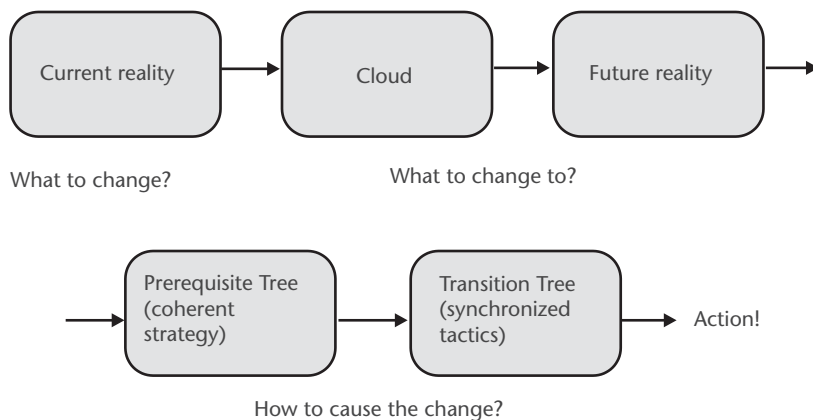 Current reality
Cloud
Future reality
What to change?
What to change to?
Prerequisite Tree
(coherent
strategy)
Transition Tree
(synchronized
tactics)
Action!
How to cause the change?